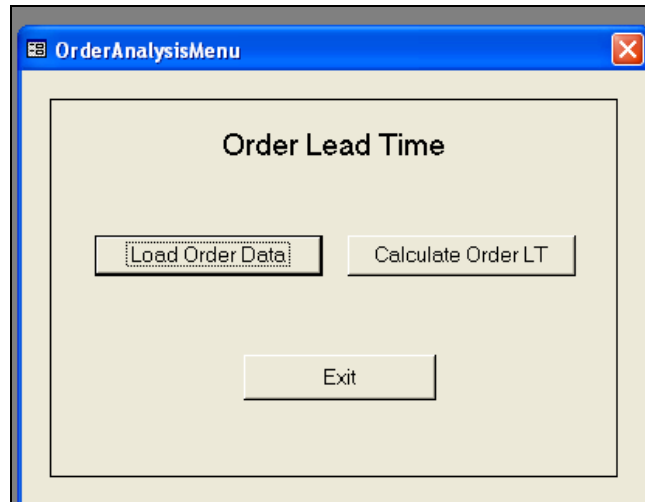 OrderAnalysisMenu
Order Lead Time
Load Order Data Calculate Order LT
Exit